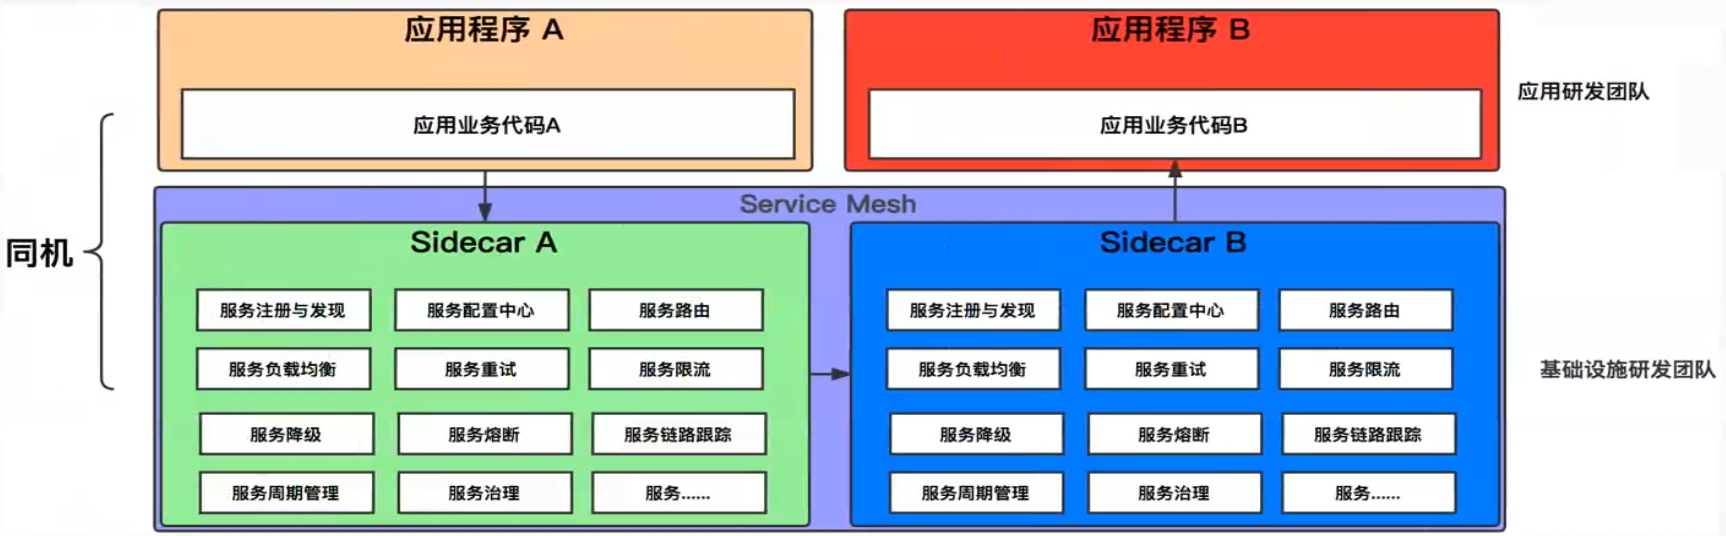 应用程序 A
应用程序 B
应用研发团队
应用业务代码A
应用业务代码B
同机
Service Mesh
Sidecar A
服务注册与发现
服务配置中心
服务路由
服务负载均衡
服务重试
服务限流
服务降级
服务熔断
服务链路跟踪
服务周期管理
服务治理
服务......
Sidecar B
服务注册与发现
服务配置中心
服务路由
服务负载均衡
服务重试
服务限流
服务降级
服务熔断
服务链路跟踪
服务周期管理
服务治理
服务......
基础设施研发团队